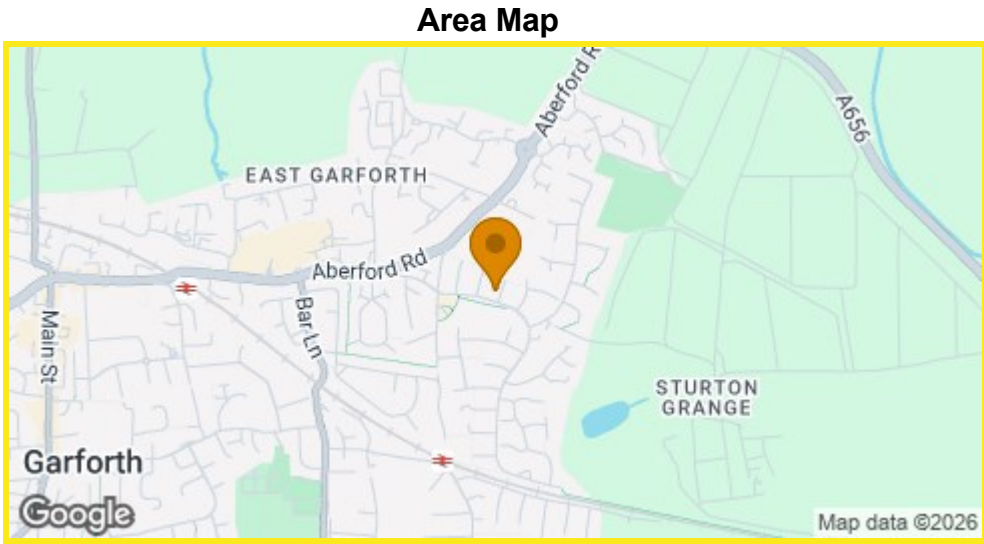 Area Map
Aberford R
A656
EAST GARFORTH
Aberford Rd
Main St
Bar Ln
STURTON
GRANGE
Garforth
Google
Map data ©2026